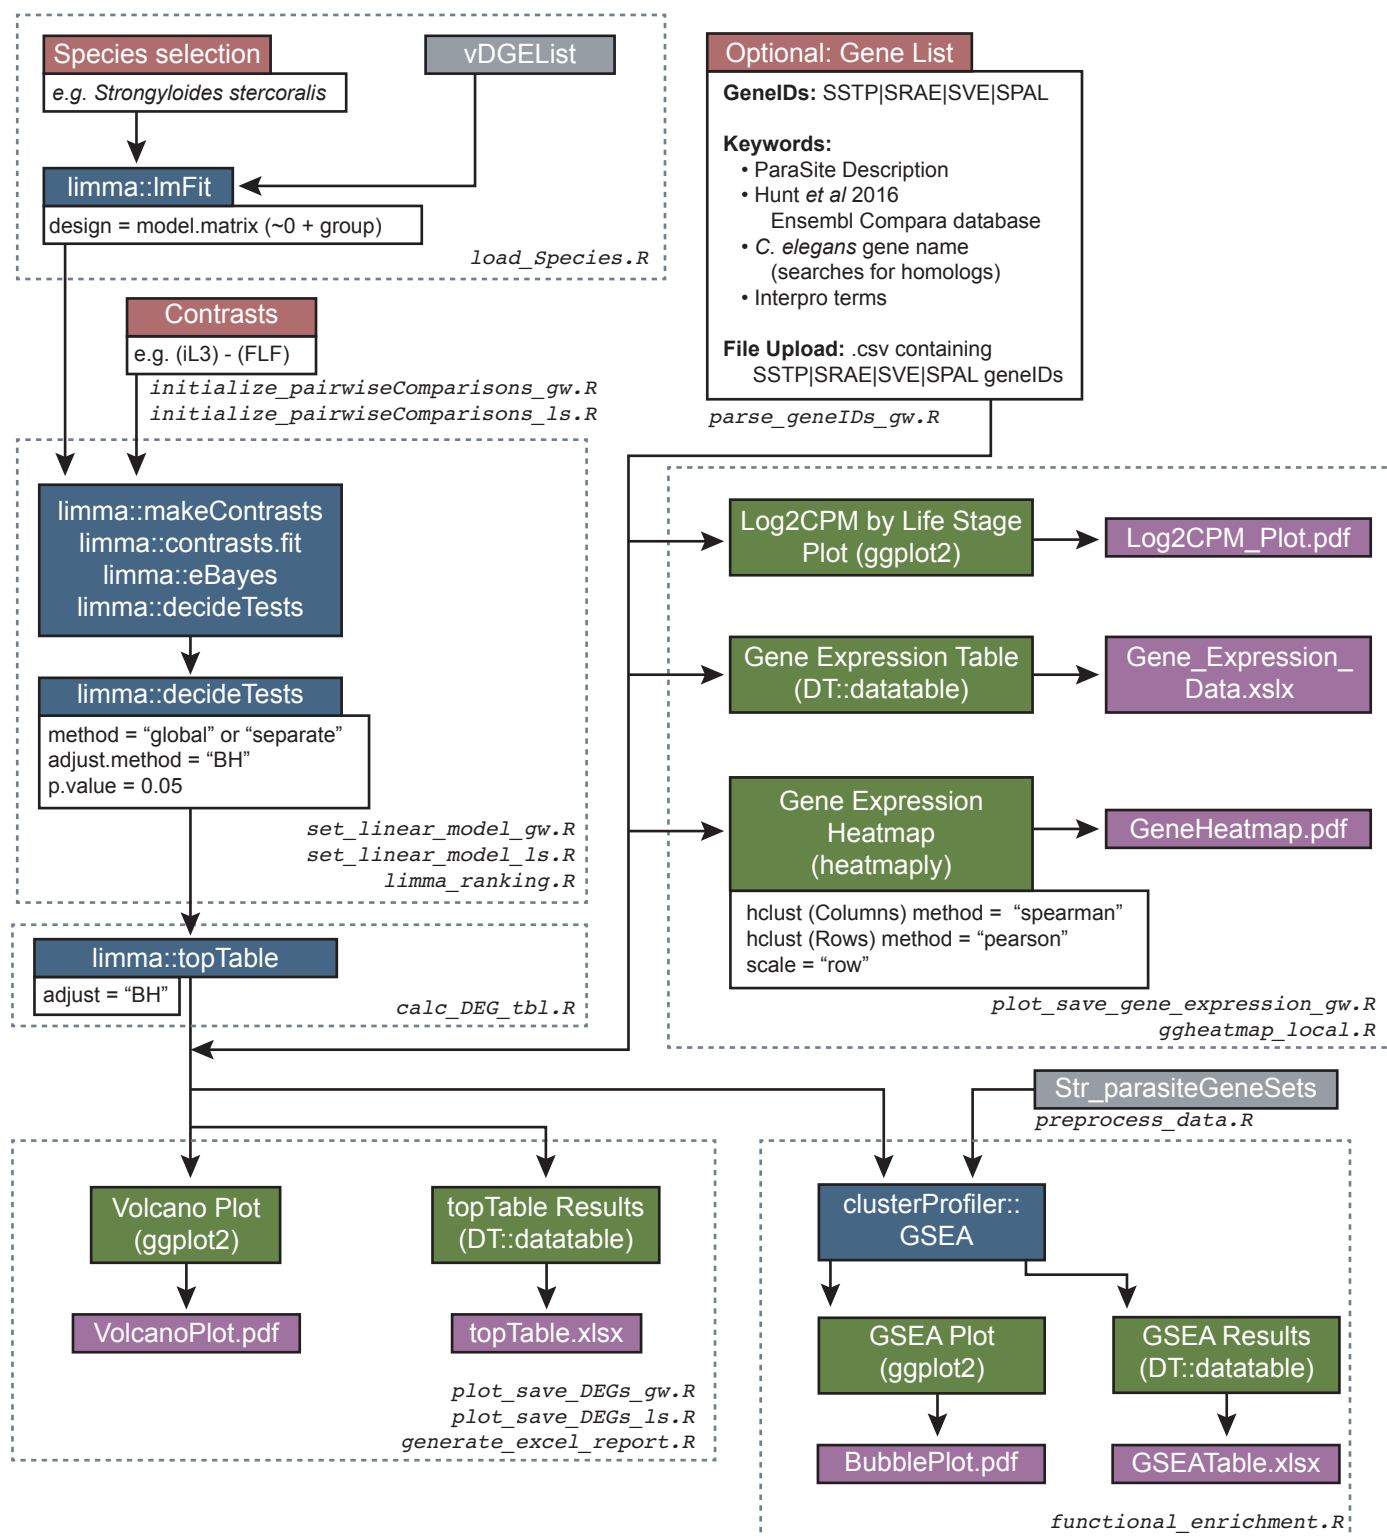 Species selection
e.g. Strongyloides stercoralis
vDGEList
limma::lmFit
design = model.matrix (~0 + group)
load_Species.R
Optional: Gene List
GeneIDs: SSTP|SRAE|SVE|SPAL
Keywords:
• ParaSite Description
• Hunt et al 2016
Ensembl Compara database
• C. elegans gene name
(searches for homologs)
• Interpro terms
File Upload: .csv containing
SSTP|SRAE|SVE|SPAL geneIDs
parse_geneIDs_gw.R
Contrasts
e.g. (iL3) - (FLF)
initialize_pairwiseComparisons_gw.R
initialize_pairwiseComparisons_ls.R
limma::makeContrasts
limma::contrasts.fit
limma::eBayes
limma::decideTests
limma::decideTests
method = “global” or “separate”
adjust.method = “BH”
p.value = 0.05
set_linear_model_gw.R
set_linear_model_ls.R
limma_ranking.R
Log2CPM by Life Stage
Plot (ggplot2)
Log2CPM_Plot.pdf
Gene Expression Table
(DT::datatable)
Gene_Expression_
Data.xslx
Gene Expression
Heatmap
(heatmaply)
GeneHeatmap.pdf
hclust (Columns) method = “spearman”
hclust (Rows) method = “pearson”
scale = “row”
plot_save_gene_expression_gw.R
ggheatmap_local.R
limma::topTable
adjust = “BH”
calc_DEG_tbl.R
Str_parasiteGeneSets
preprocess_data.R
Volcano Plot
(ggplot2)
topTable Results
(DT::datatable)
VolcanoPlot.pdf
topTable.xlsx
plot_save_DEGs_gw.R
plot_save_DEGs_ls.R
generate_excel_report.R
clusterProfiler::
GSEA
GSEA Plot
(ggplot2)
GSEA Results
(DT::datatable)
BubblePlot.pdf
GSEATable.xlsx
functional_enrichment.R